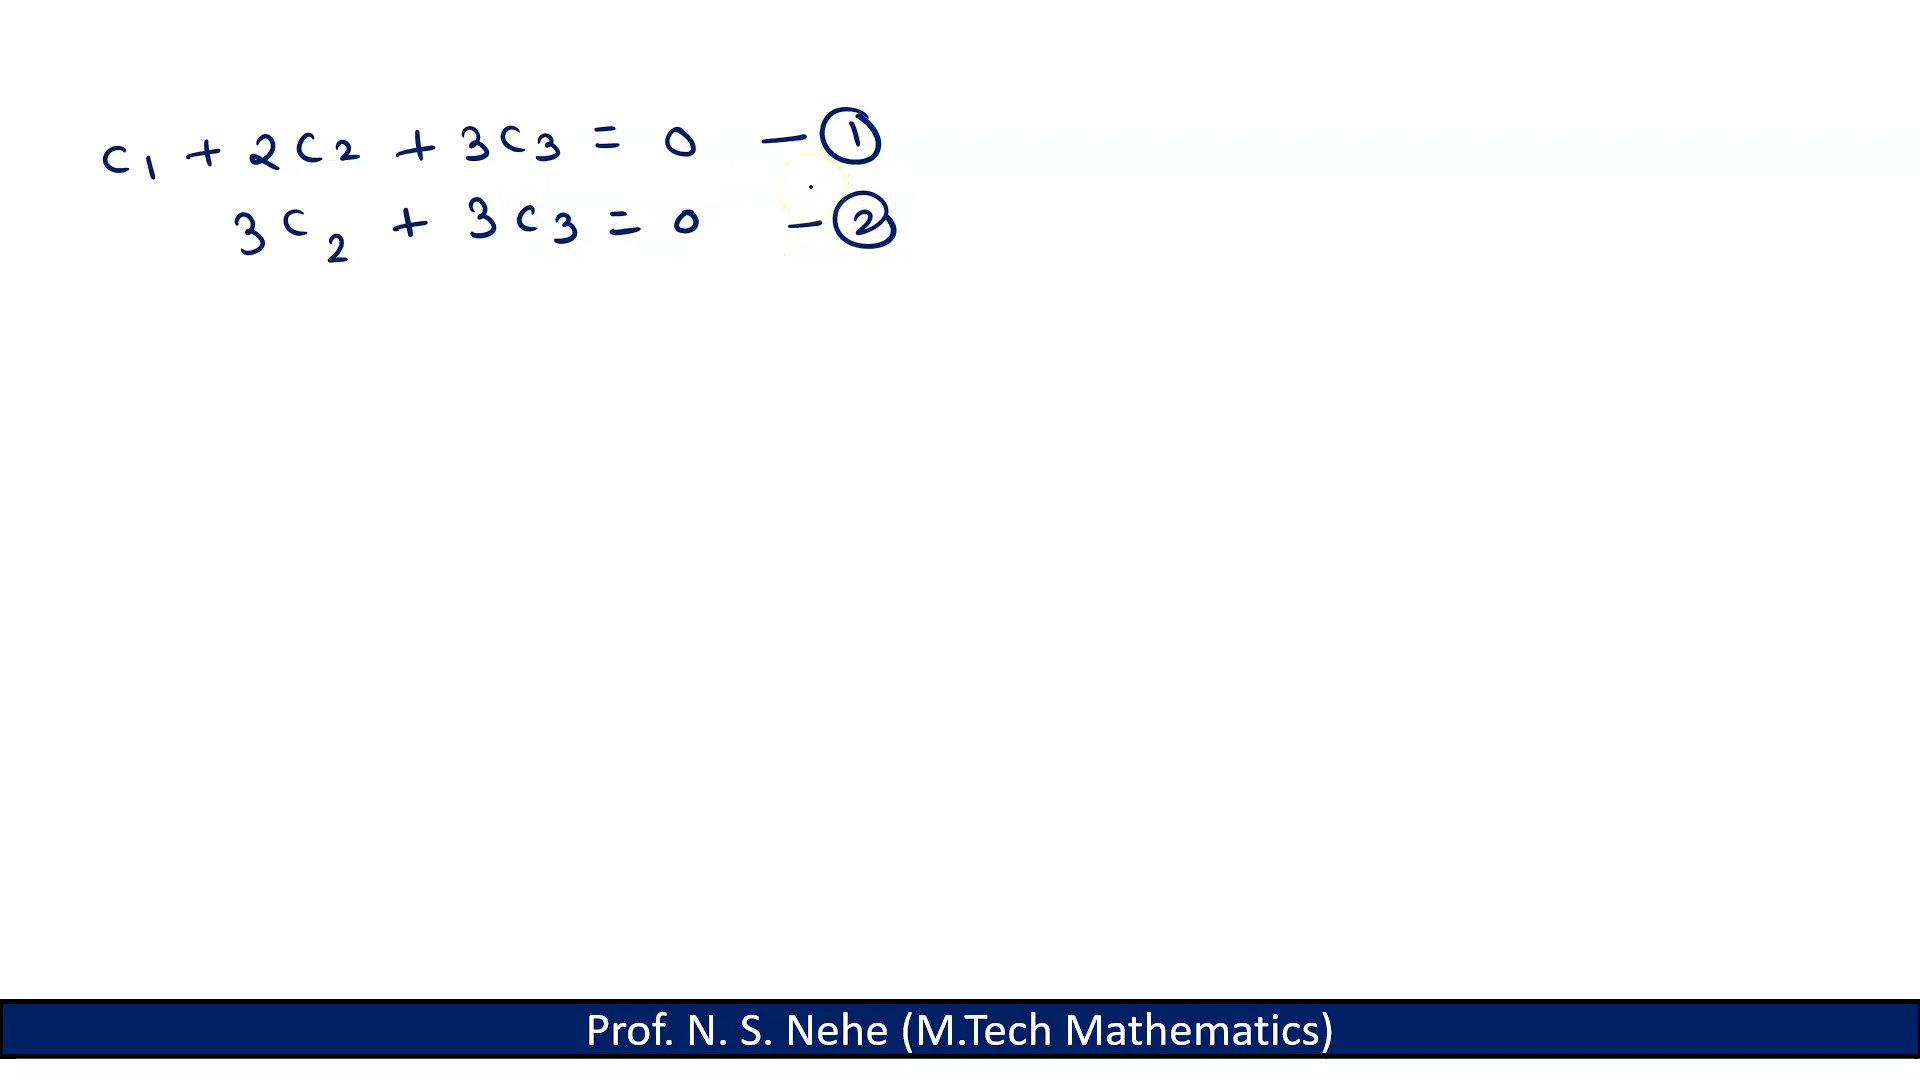 c₁ + 2c₂ + 3c₃ = 0 — ①
3c₂ + 3c₃ = 0 — ②
Prof. N. S. Nehe (M.Tech Mathematics)